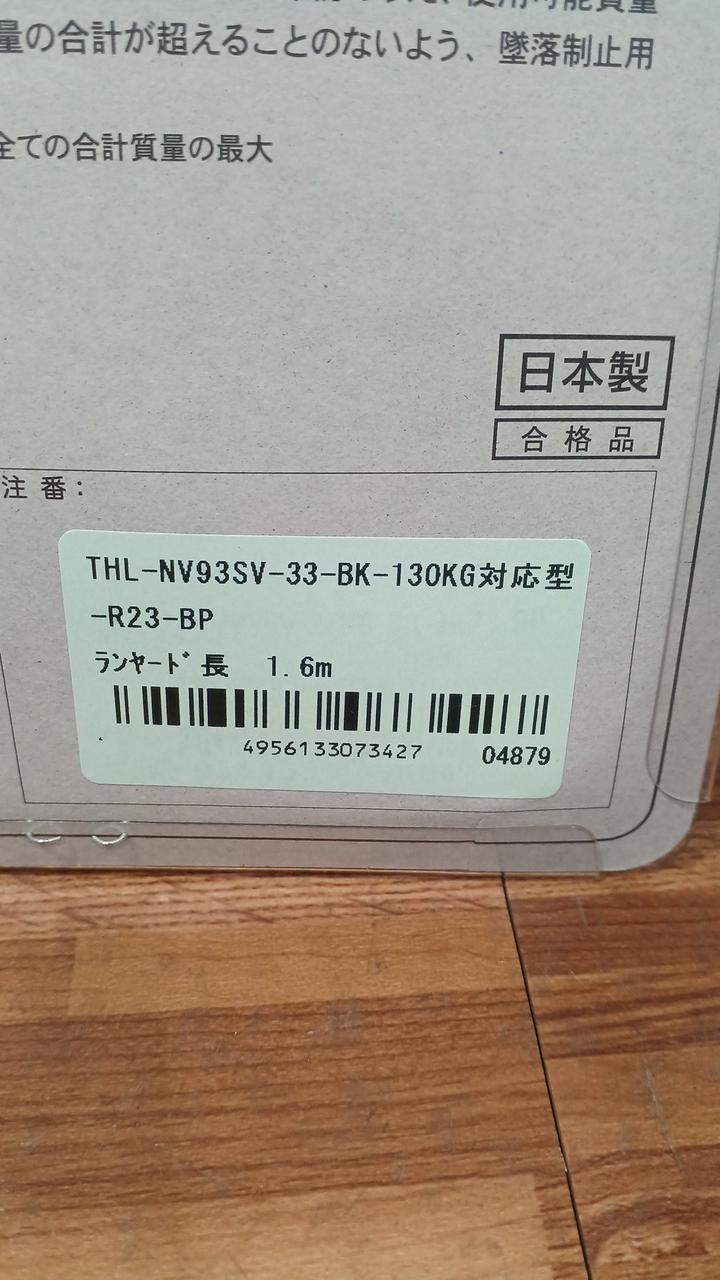 量の合計が超えることのないよう、墜落制止用
全ての合計質量の最大
日本製
合格品
注番：
THL-NV93SV-33-BK-130KG対応型
-R23-BP
ﾗﾝﾔｰﾄﾞ長 1.6m
4956133073427 04879